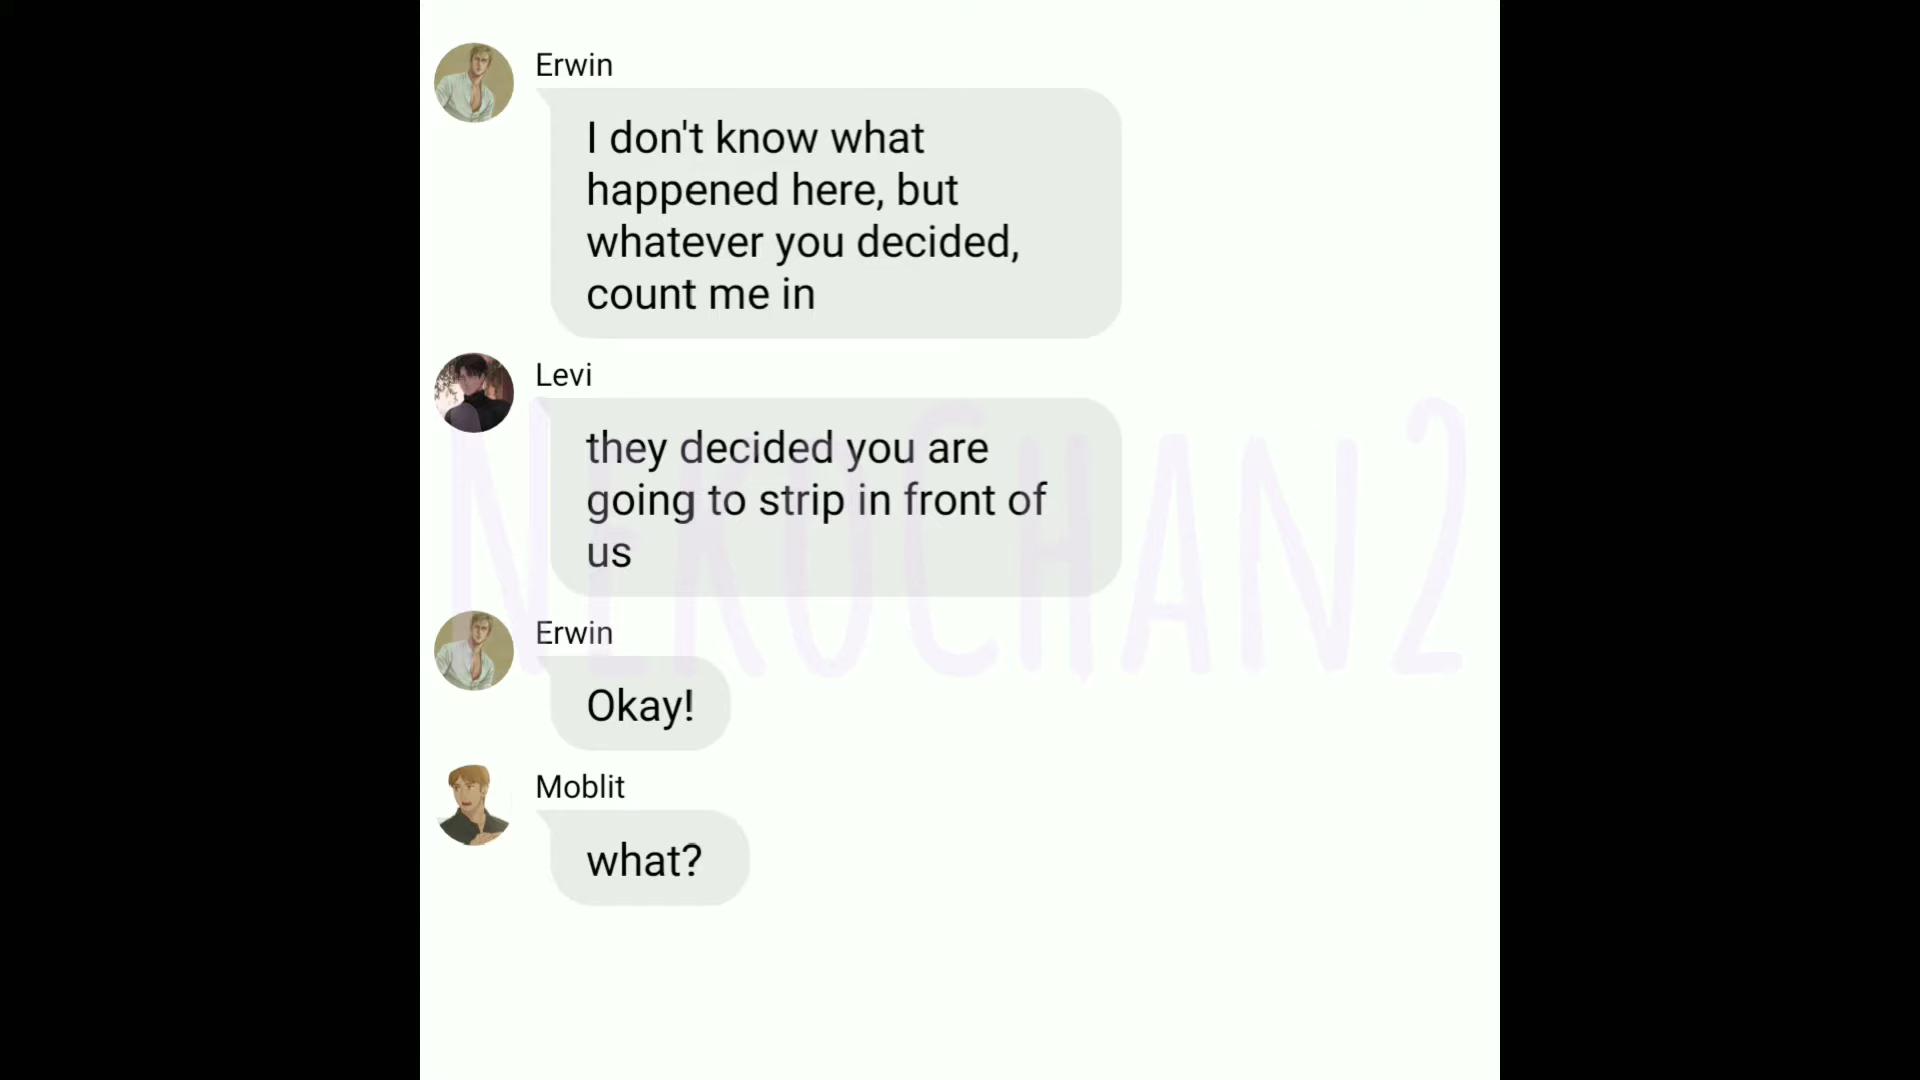 Erwin
I don't know what
happened here, but
whatever you decided,
count me in
Levi
they decided you are
going to strip in front of
us
NEKOCHAN2
Erwin
Okay!
Moblit
what?